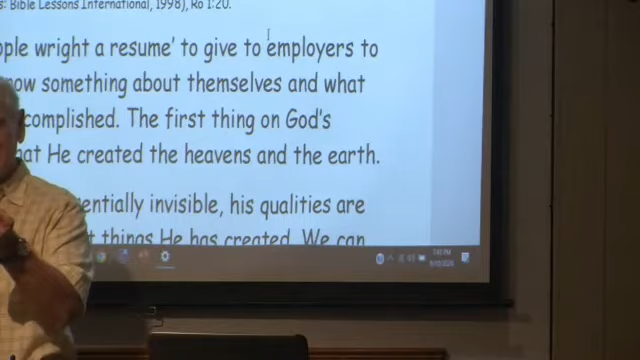 s: Bible Lessons International, 1998), Ro 1:20.
ople wright a resume' to give to employers to
now something about themselves and what
complished. The first thing on God's
hat He created the heavens and the earth.
entially invisible, his qualities are
t things He has created. We can